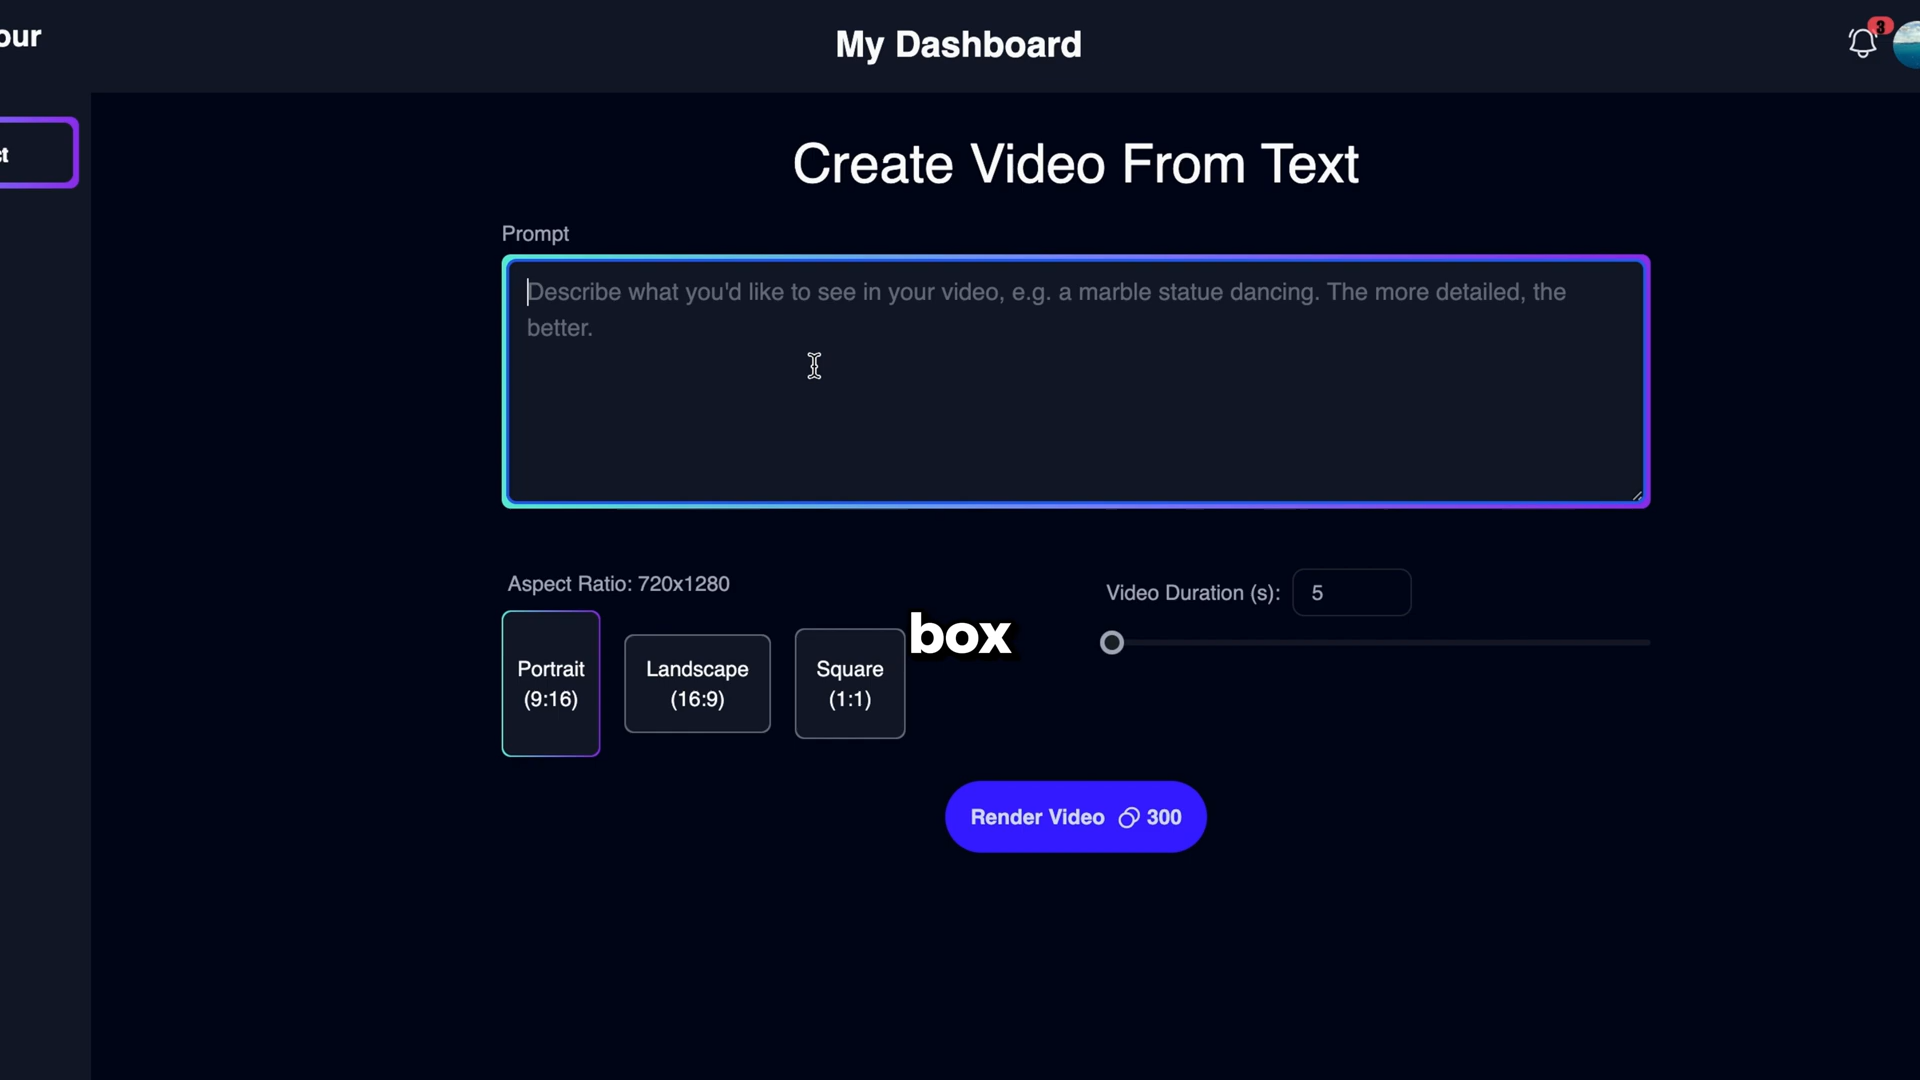 our
My Dashboard
3
ct
Create Video From Text
Prompt
Describe what you'd like to see in your video, e.g. a marble statue dancing. The more detailed, the
better.
Aspect Ratio: 720x1280
Video Duration (s): 5
box
Portrait
(9:16)
Landscape
(16:9)
Square
(1:1)
Render Video 300